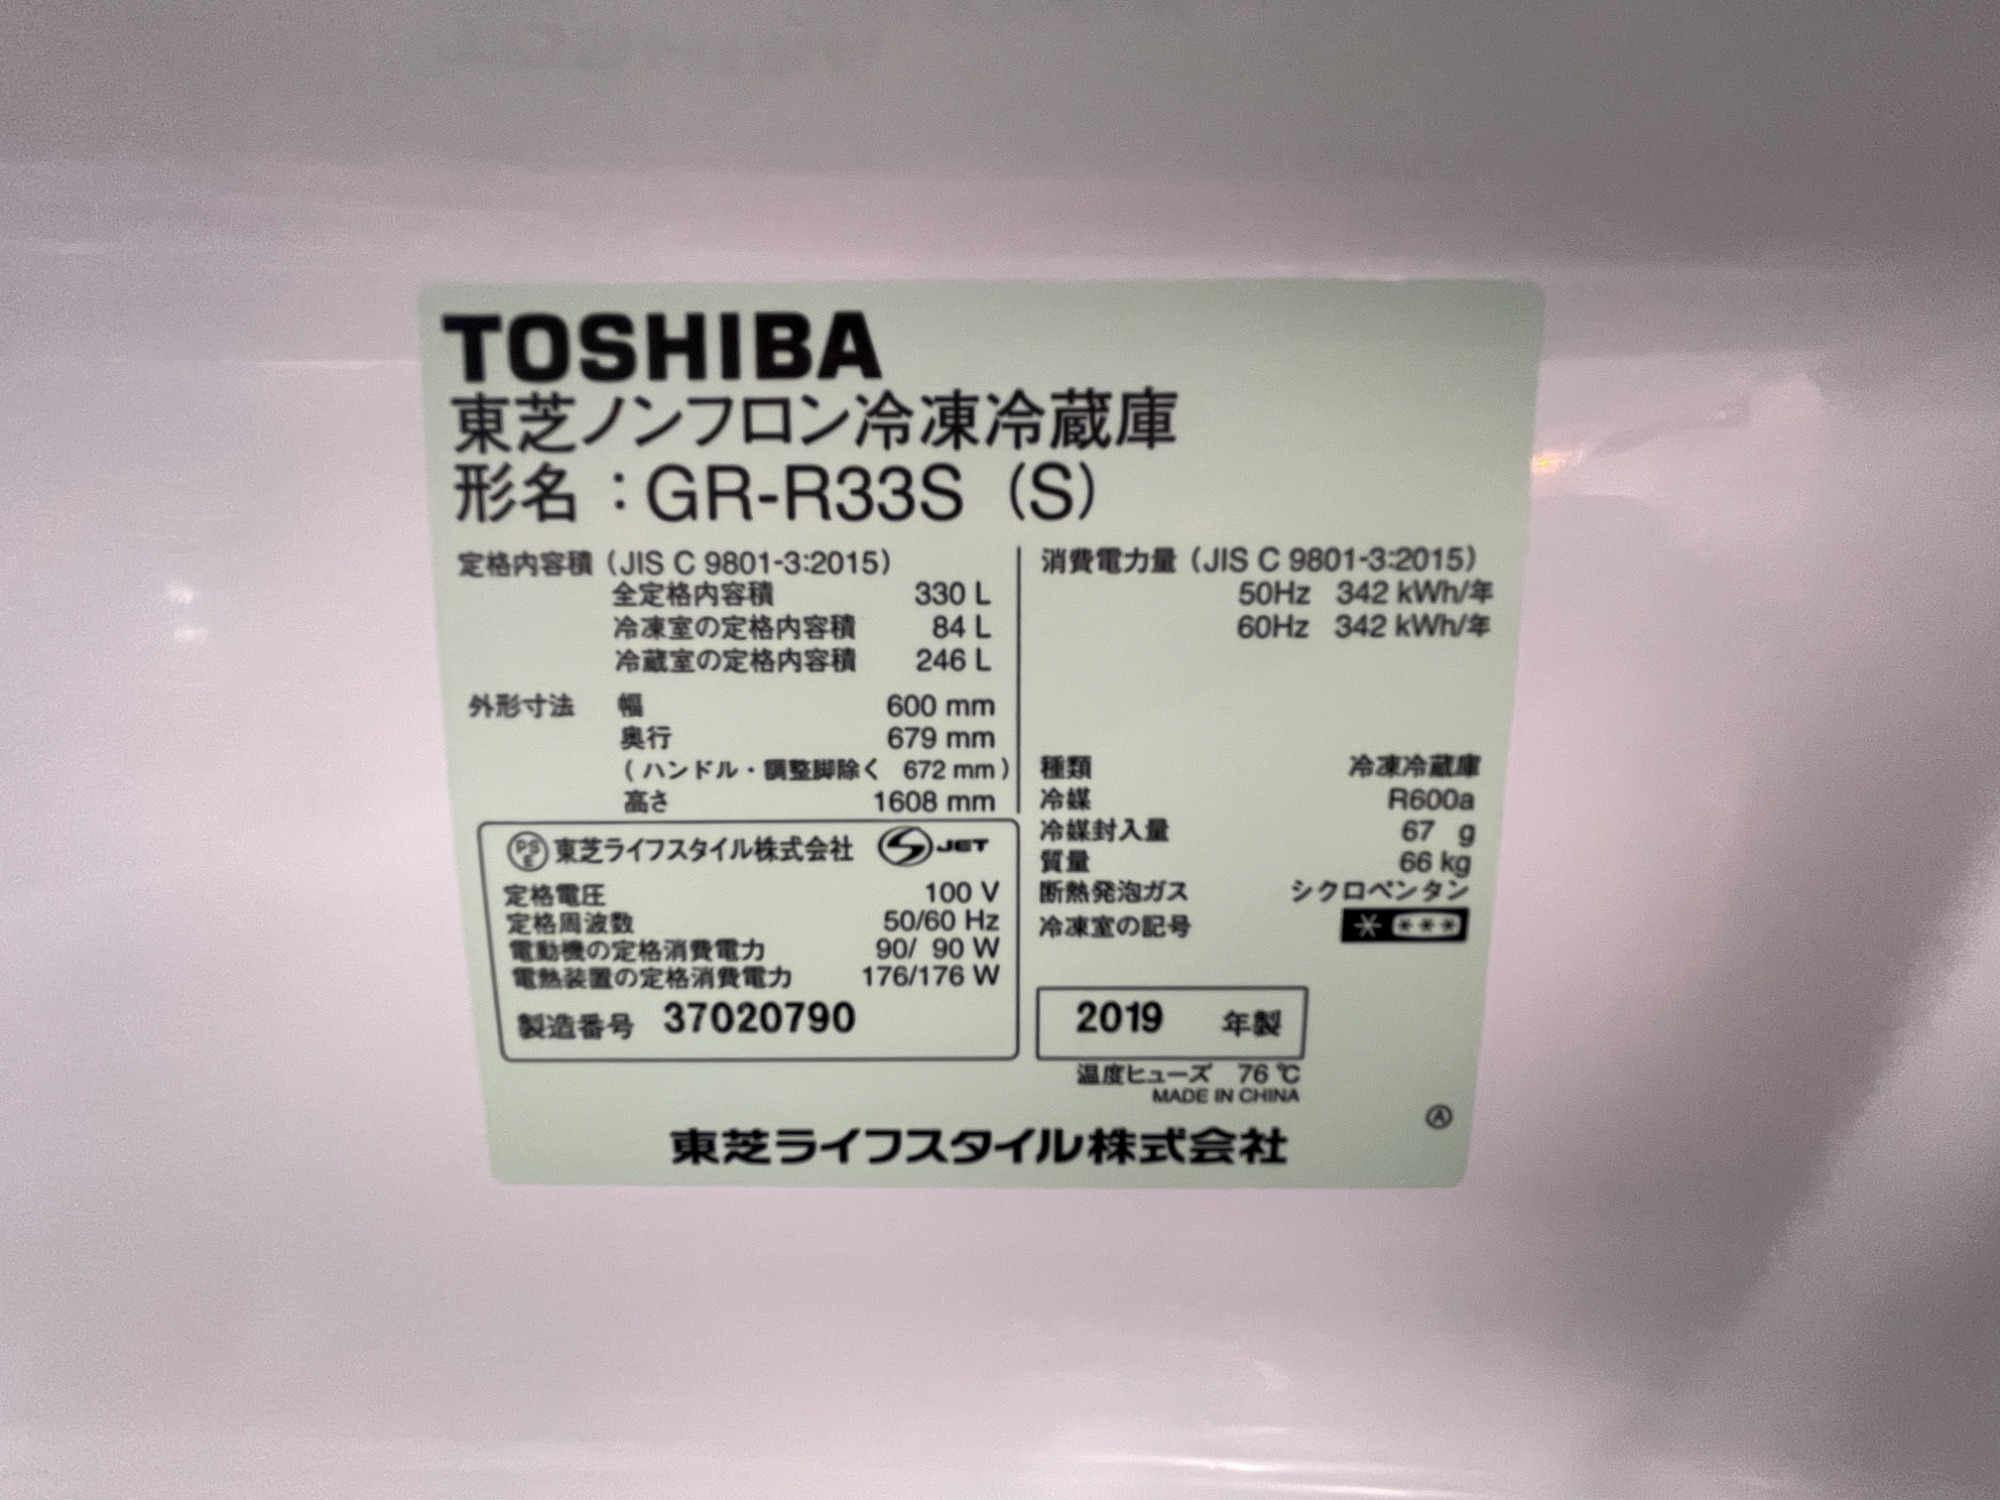 TOSHIBA
東芝ノンフロン冷凍冷蔵庫
形名：GR-R33S (S)
定格内容積（JIS C 9801-3:2015）
全定格内容積 330 L
冷凍室の定格内容積 84 L
冷蔵室の定格内容積 246 L
外形寸法 幅 600 mm
奥行 679 mm
（ハンドル・調整脚除く 672 mm）
高さ 1608 mm
PSE 東芝ライフスタイル株式会社 S JET
定格電圧 100 V
定格周波数 50/60 Hz
電動機の定格消費電力 90/ 90 W
電熱装置の定格消費電力 176/176 W
製造番号 37020790
消費電力量（JIS C 9801-3:2015）
50Hz 342 kWh/年
60Hz 342 kWh/年
種類 冷凍冷蔵庫
冷媒 R600a
冷媒封入量 67 g
質量 66 kg
断熱発泡ガス シクロペンタン
冷凍室の記号 * ***
2019 年製
温度ヒューズ 76 ℃
MADE IN CHINA
Ⓐ
東芝ライフスタイル株式会社